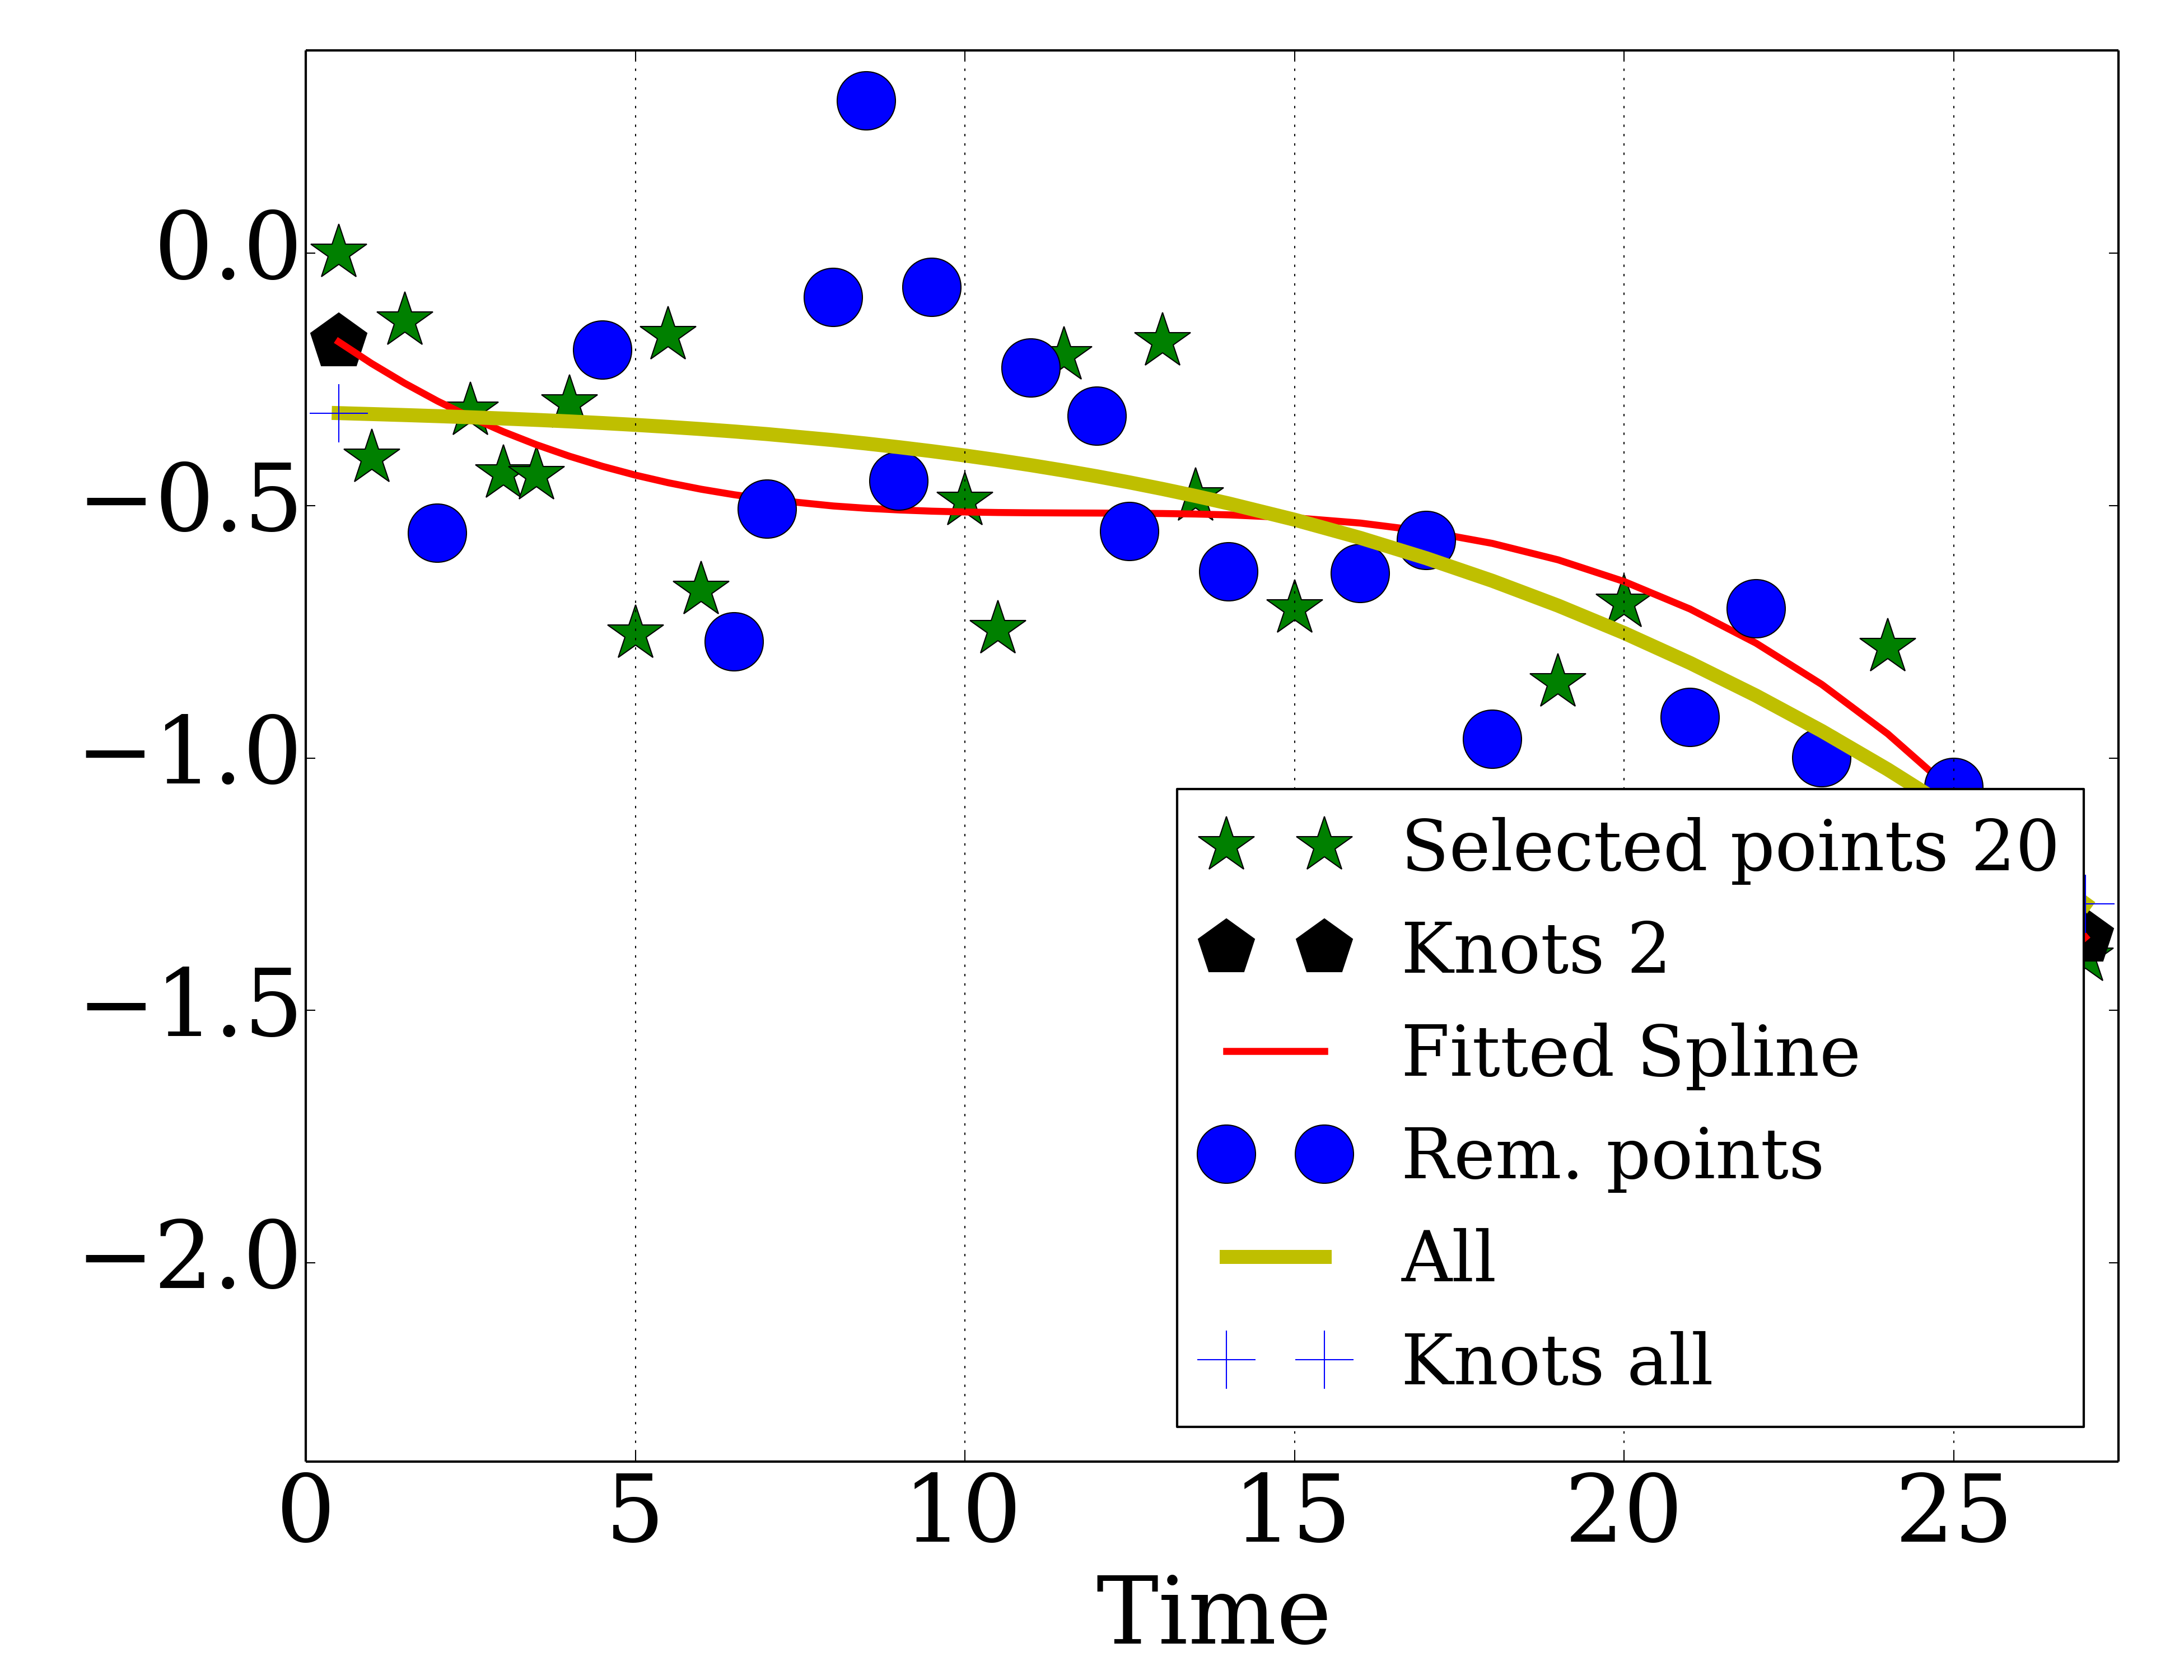 0.0
−0.5
−1.0
−1.5
−2.0
Selected points 20
Knots 2
Fitted Spline
Rem. points
All
Knots all
0 5 10 15 20 25
Time